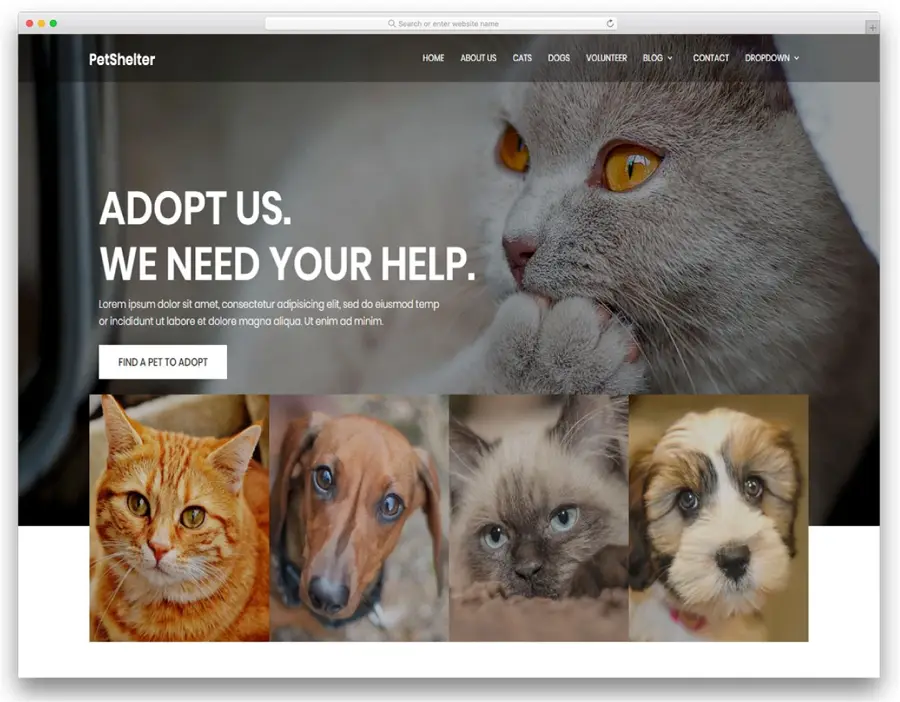 Search or enter website name
PetShelter
HOME ABOUT US CATS DOGS VOLUNTEER BLOG CONTACT DROPDOWN
ADOPT US.
WE NEED YOUR HELP.
Lorem ipsum dolor sit amet, consectetur adipisicing elit, sed do eiusmod temp
or incididunt ut labore et dolore magna aliqua. Ut enim ad minim.
FIND A PET TO ADOPT